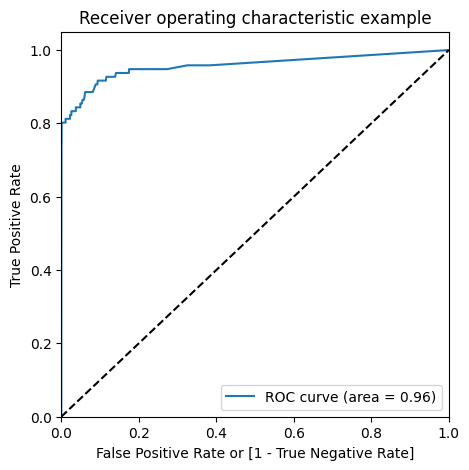 Receiver operating characteristic example
True Positive Rate
1.0
0.8
0.6
0.4
0.2
0.0
ROC curve (area = 0.96)
0.0 0.2 0.4 0.6 0.8 1.0
False Positive Rate or [1 - True Negative Rate]